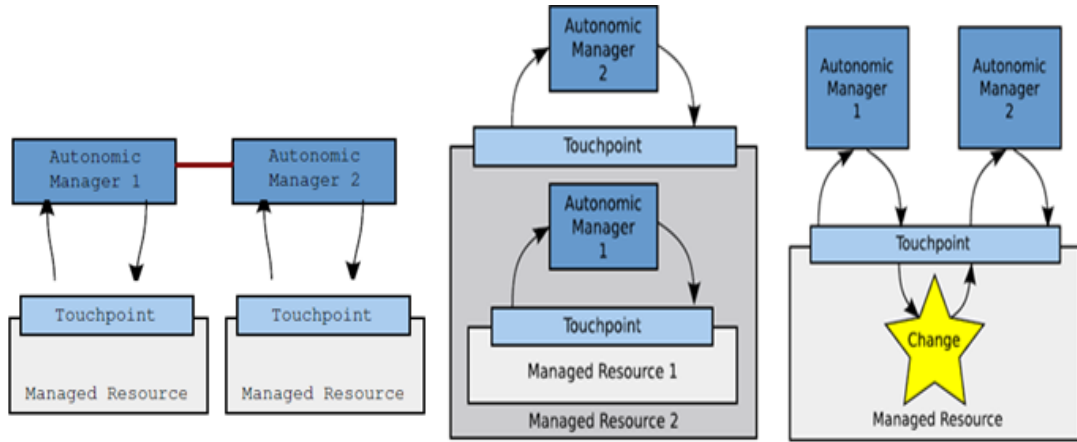 Autonomic
Manager 1
Autonomic
Manager 2
Touchpoint
Touchpoint
Managed Resource
Managed Resource
Autonomic
Manager
2
Touchpoint
Autonomic
Manager
1
Touchpoint
Managed Resource 1
Managed Resource 2
Autonomic
Manager
1
Autonomic
Manager
2
Touchpoint
Change
Managed Resource